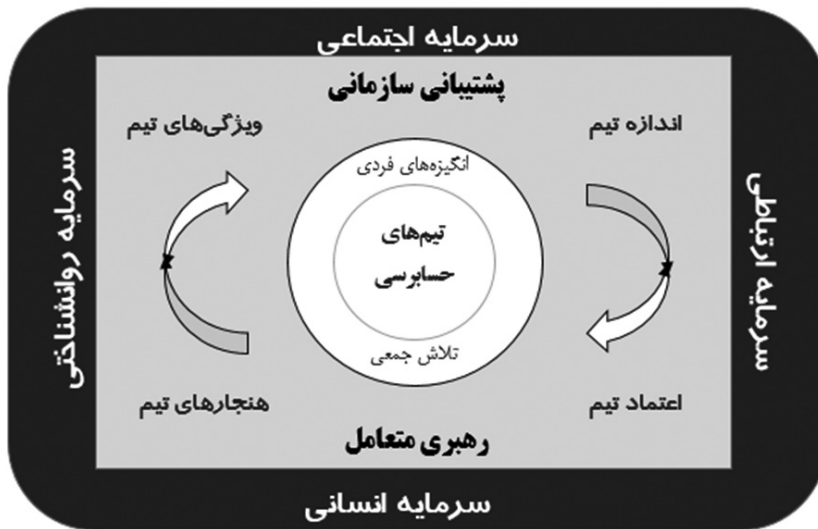 سرمایه اجتماعی
پشتیبانی سازمانی
اندازه تیم
ویژگی‌های تیم
انگیزه‌های فردی
تیم‌های
حسابرسی
تلاش جمعی
سرمایه ارتباطی
سرمایه روانشناختی
اعتماد تیم
هنجارهای تیم
رهبری متعامل
سرمایه انسانی